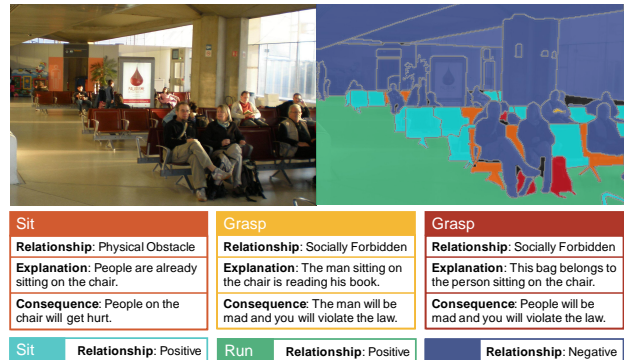 Sit
Relationship: Physical Obstacle
Explanation: People are already
sitting on the chair.
Consequence: People on the
chair will get hurt.
Grasp
Relationship: Socially Forbidden
Explanation: The man sitting on
the chair is reading his book.
Consequence: The man will be
mad and you will violate the law.
Grasp
Relationship: Socially Forbidden
Explanation: This bag belongs to
the person sitting on the chair.
Consequence: People will be
mad and you will violate the law.
Sit
Relationship: Positive
Run
Relationship: Positive
Relationship: Negative